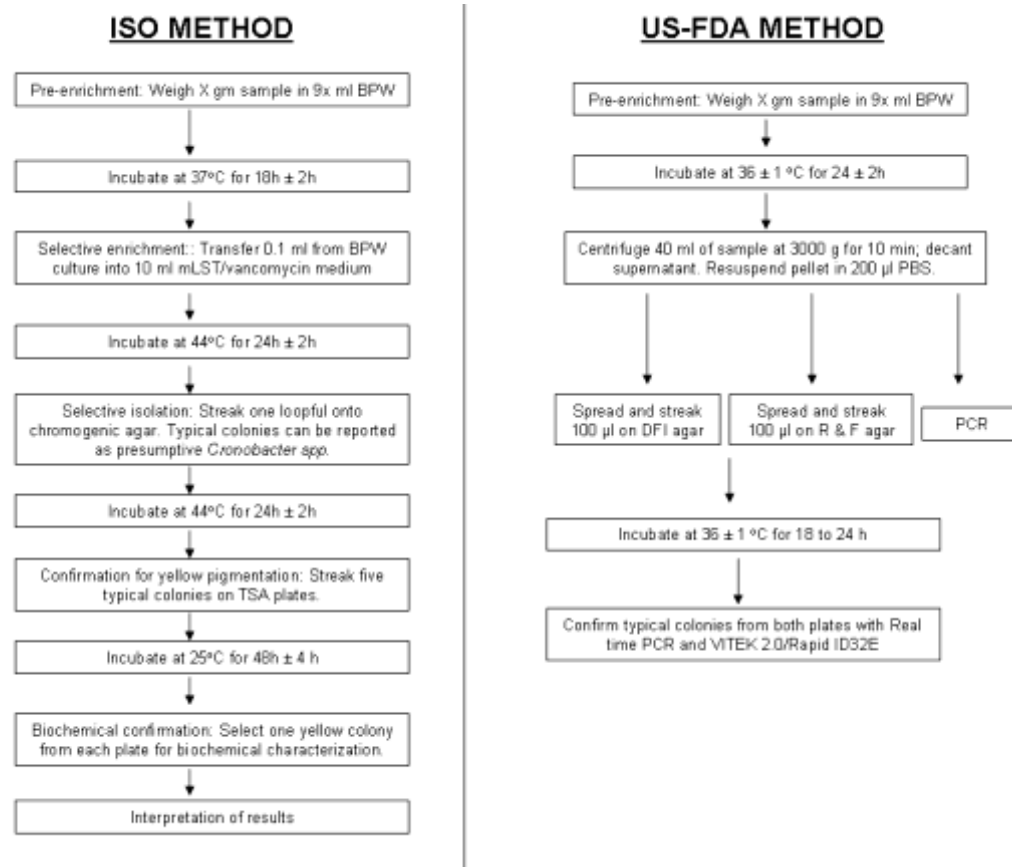 ISO METHOD
Pre-enrichment: Weigh X gm sample in 9x ml BPW
Incubate at 37ºC for 18h ± 2h
Selective enrichment:: Transfer 0.1 ml from BPW
culture into 10 ml mLST/vancomycin medium
Incubate at 44ºC for 24h ± 2h
Selective isolation: Streak one loopful onto
chromogenic agar. Typical colonies can be reported
as presumptive Cronobacter spp.
Incubate at 44ºC for 24h ± 2h
Confirmation for yellow pigmentation: Streak five
typical colonies on TSA plates.
Incubate at 25ºC for 48h ± 4 h
Biochemical confirmation: Select one yellow colony
from each plate for biochemical characterization.
Interpretation of results
US-FDA METHOD
Pre-enrichment: Weigh X gm sample in 9x ml BPW
Incubate at 36 ± 1 ºC for 24 ± 2h
Centrifuge 40 ml of sample at 3000 g for 10 min; decant
supernatant. Resuspend pellet in 200 µl PBS.
Spread and streak
100 µl on DFI agar
Spread and streak
100 µl on R & F agar
PCR
Incubate at 36 ± 1 ºC for 18 to 24 h
Confirm typical colonies from both plates with Real
time PCR and VITEK 2.0/Rapid ID32E